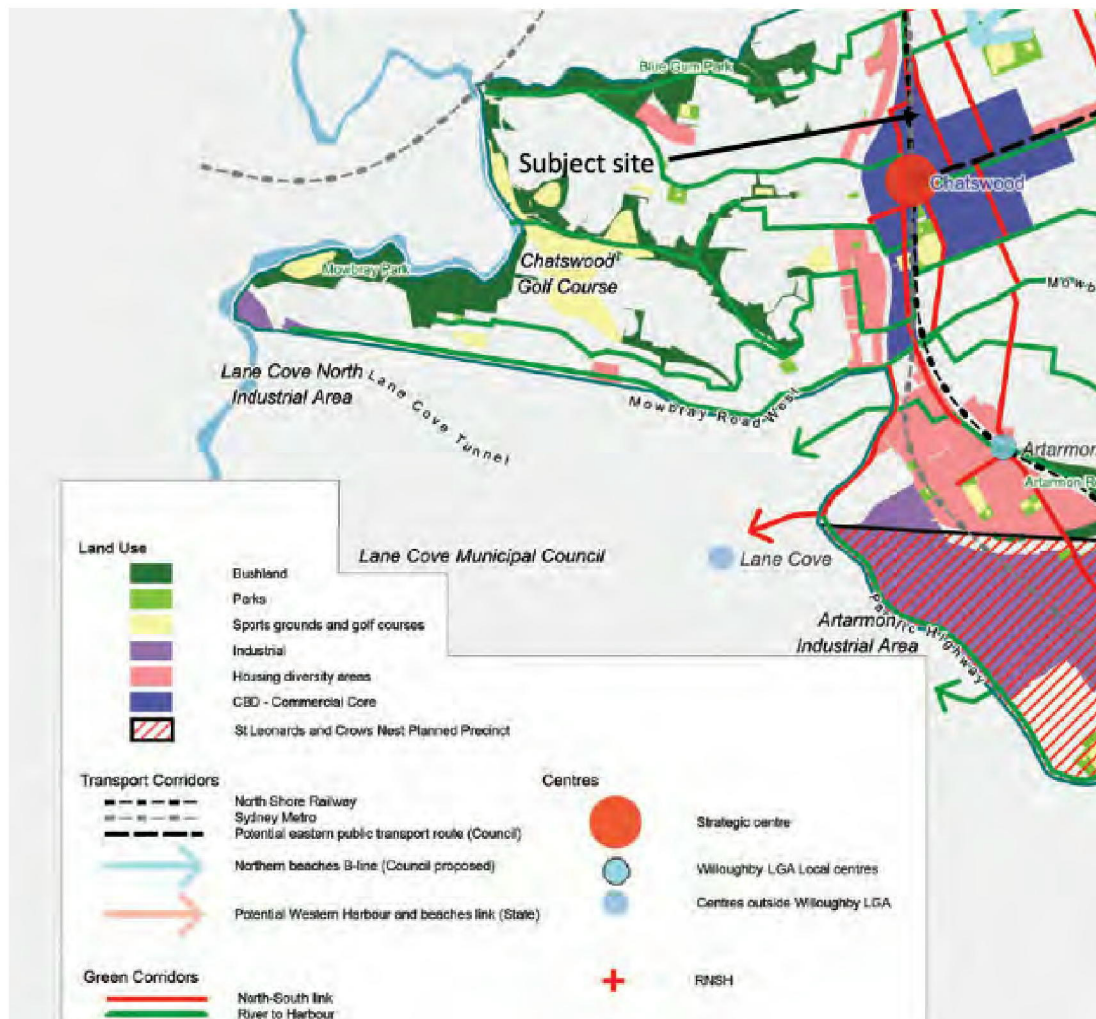 Blue Gum Park
Subject site
Chatswood
Mowbray Park
Chatswood
Golf Course
Lane Cove North
Industrial Area
Lane Cove Tunnel
Mowbray Road West
Artarmon
Lane Cove Municipal Council
Lane Cove
Artarmon
Industrial Area
Pacific Highway
Land Use
Bushland
Parks
Sports grounds and golf courses
Industrial
Housing diversity areas
CBD - Commercial Core
St Leonards and Crows Nest Planned Precinct
Transport Corridors
North Shore Railway
Sydney Metro
Potential eastern public transport route (Council)
Northern beaches B-line (Council proposed)
Potential Western Harbour and beaches link (State)
Green Corridors
North-South link
River to Harbour
Centres
Strategic centre
Willoughby LGA Local centres
Centres outside Willoughby LGA
RNSH